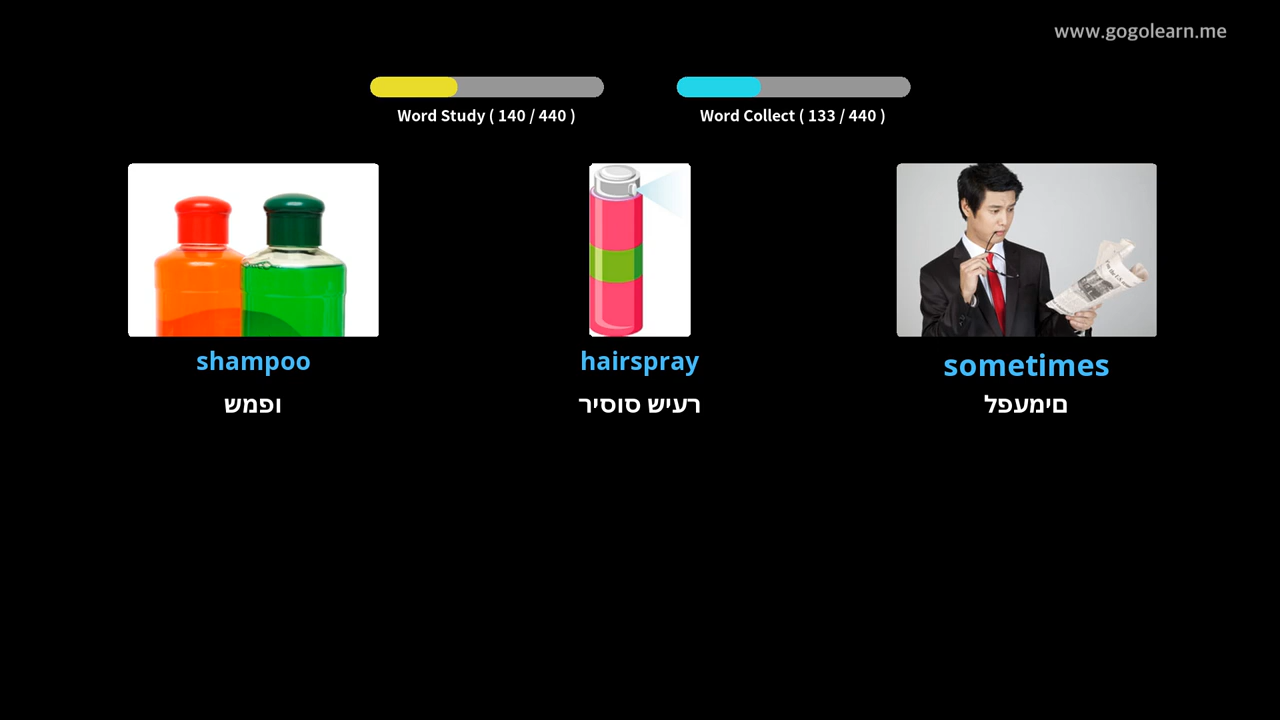 www.gogolearn.me
Word Study ( 140 / 440 )
Word Collect ( 133 / 440 )
shampoo
ופמש
hairspray
רעיש סוסיר
sometimes
םימעפל